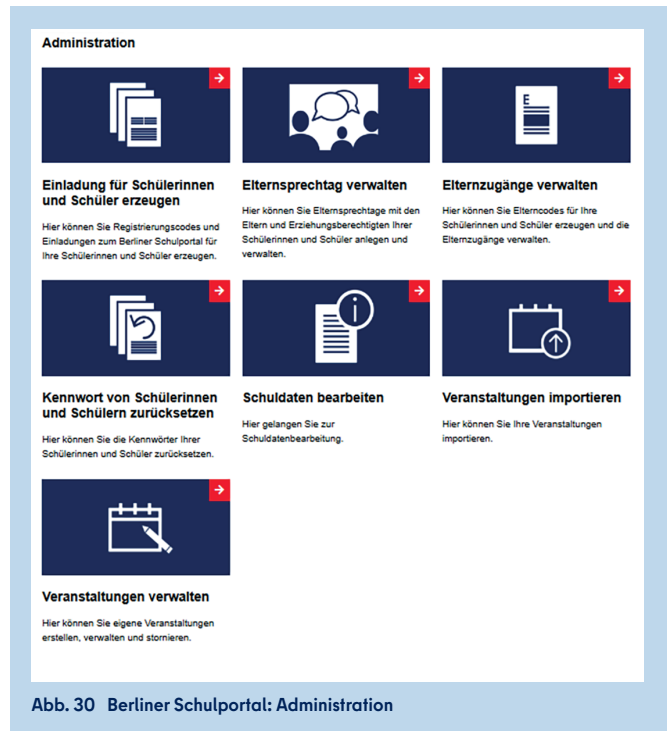 Administration
Einladung für Schülerinnen
und Schüler erzeugen
Hier können Sie Registrierungscodes und
Einladungen zum Berliner Schulportal für
Ihre Schülerinnen und Schüler erzeugen.
Elternsprechtag verwalten
Hier können Sie Elternsprechtage mit den
Eltern und Erziehungsberechtigten Ihrer
Schülerinnen und Schüler anlegen und
verwalten.
E
Elternzugänge verwalten
Hier können Sie Elterncodes für Ihre
Schülerinnen und Schüler erzeugen und die
Elternzugänge verwalten.
Kennwort von Schülerinnen
und Schülern zurücksetzen
Hier können Sie die Kennwörter Ihrer
Schülerinnen und Schüler zurücksetzen.
i
Schuldaten bearbeiten
Hier gelangen Sie zur
Schuldatenbearbeitung.
Veranstaltungen importieren
Hier können Sie Ihre Veranstaltungen
importieren.
Veranstaltungen verwalten
Hier können Sie eigene Veranstaltungen
erstellen, verwalten und stornieren.
Abb. 30 Berliner Schulportal: Administration